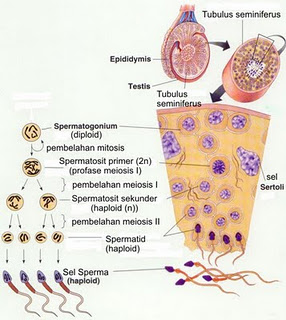 Tubulus seminiferus
Epididymis
Testis
Tubulus
seminiferus
Spermatogonium
(diploid)
pembelahan mitosis
Spermatosit primer (2n)
(profase meiosis I)
pembelahan meiosis I
Spermatosit sekunder
(haploid (n))
pembelahan meiosis II
Spermatid
(haploid)
Sel Sperma
(haploid)
sel
Sertoli